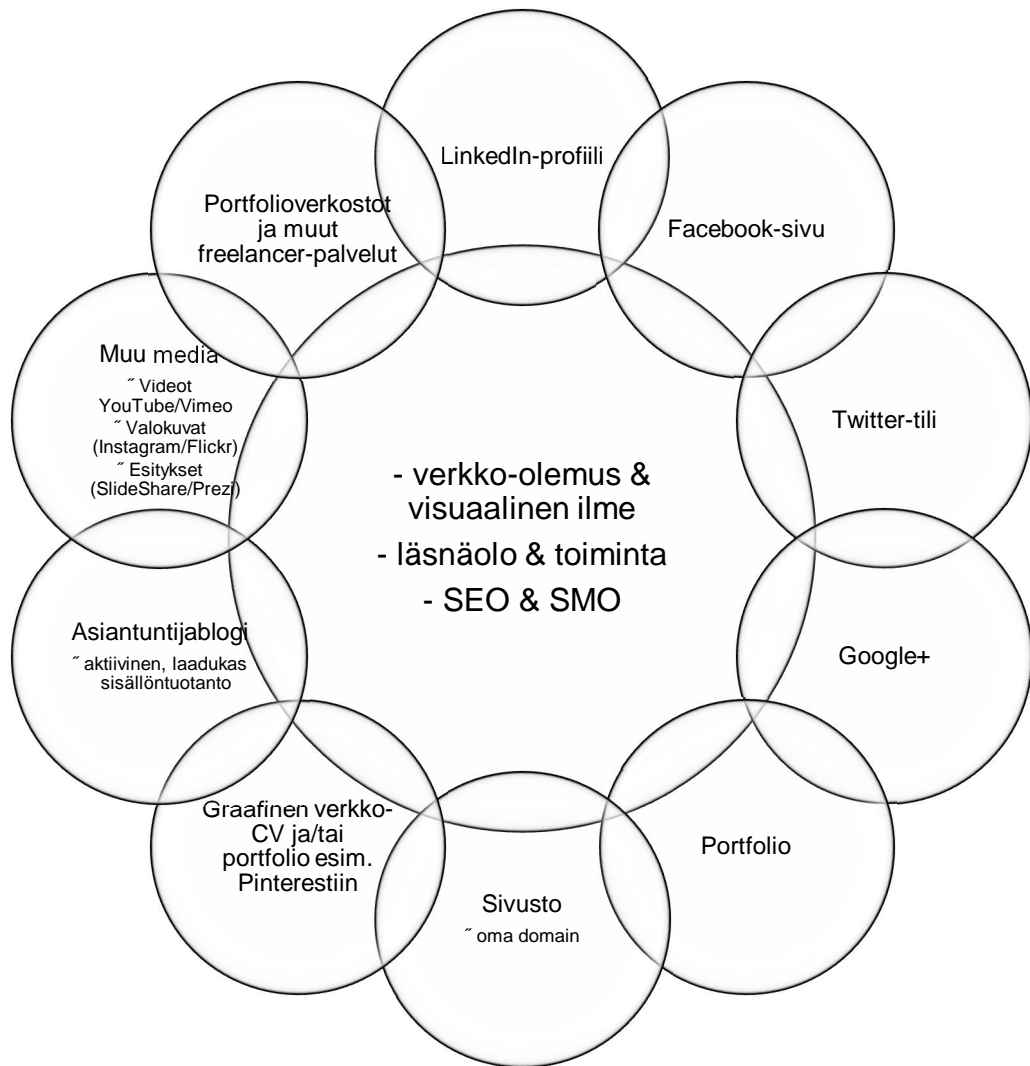 LinkedIn-profiili
Facebook-sivu
Twitter-tili
Google+
Portfolio
Sivusto
˝ oma domain
Graafinen verkko-
CV ja/tai
portfolio esim.
Pinterestiin
Asiantuntijablogi
˝ aktiivinen, laadukas
sisällöntuotanto
Muu media
˝ Videot
YouTube/Vimeo
˝ Valokuvat
(Instagram/Flickr)
˝ Esitykset
(SlideShare/Prezi)
Portfolioverkostot
ja muut
freelancer-palvelut
- verkko-olemus &
visuaalinen ilme
- läsnäolo & toiminta
- SEO & SMO